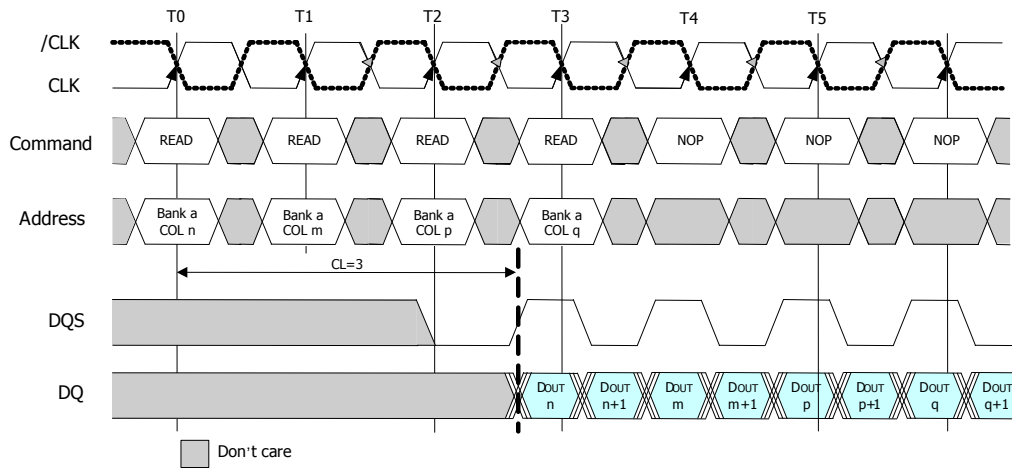 T0 T1 T2 T3 T4 T5
/CLK
CLK
Command READ READ READ READ NOP NOP NOP
Address Bank a Bank a Bank a Bank a
COL n COL m COL p COL q
CL=3
DQS
DQ DOUT DOUT DOUT DOUT DOUT DOUT DOUT DOUT
n n+1 m m+1 p p+1 q q+1
Don't care